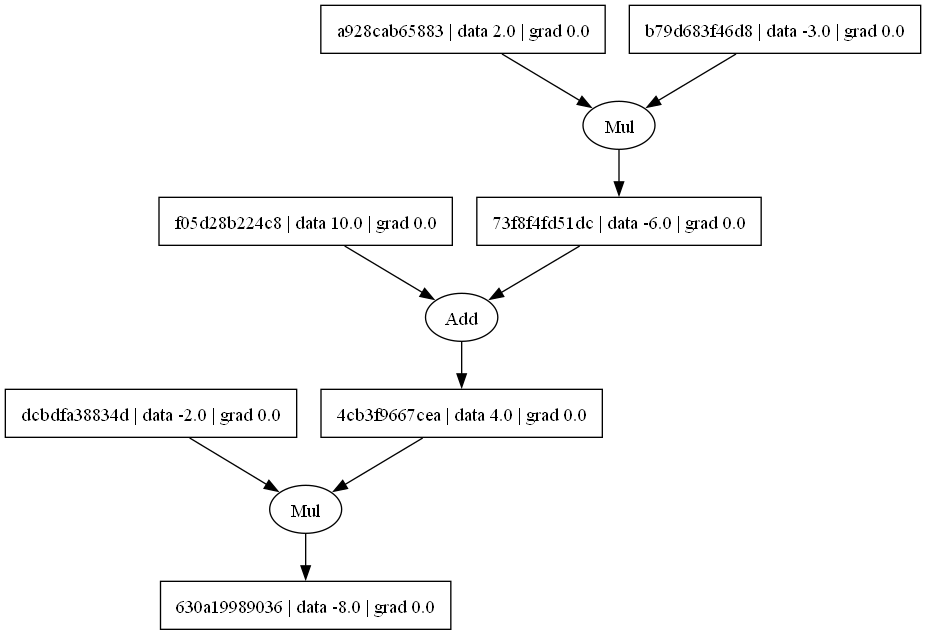 a928cab65883 | data 2.0 | grad 0.0
b79d683f46d8 | data -3.0 | grad 0.0
Mul
f05d28b224c8 | data 10.0 | grad 0.0
73f8f4fd51dc | data -6.0 | grad 0.0
Add
dcbdfa38834d | data -2.0 | grad 0.0
4cb3f9667cea | data 4.0 | grad 0.0
Mul
630a19989036 | data -8.0 | grad 0.0